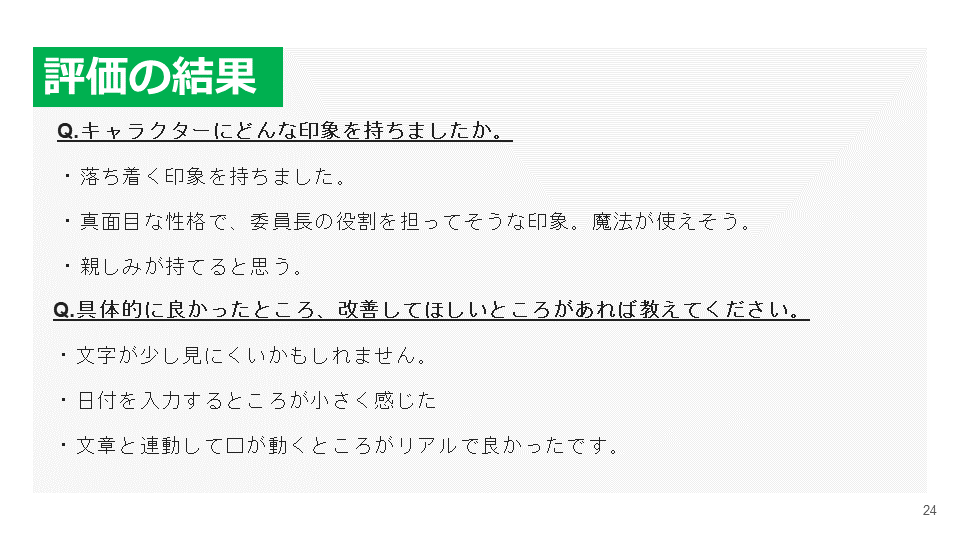 評価の結果
Q.キャラクターにどんな印象を持ちましたか。
・落ち着く印象を持ちました。
・真面目な性格で、委員長の役割を担ってそうな印象。魔法が使えそう。
・親しみが持てると思う。
Q.具体的に良かったところ、改善してほしいところがあれば教えてください。
・文字が少し見にくいかもしれません。
・日付を入力するところが小さく感じた
・文章と連動して口が動くところがリアルで良かったです。
24